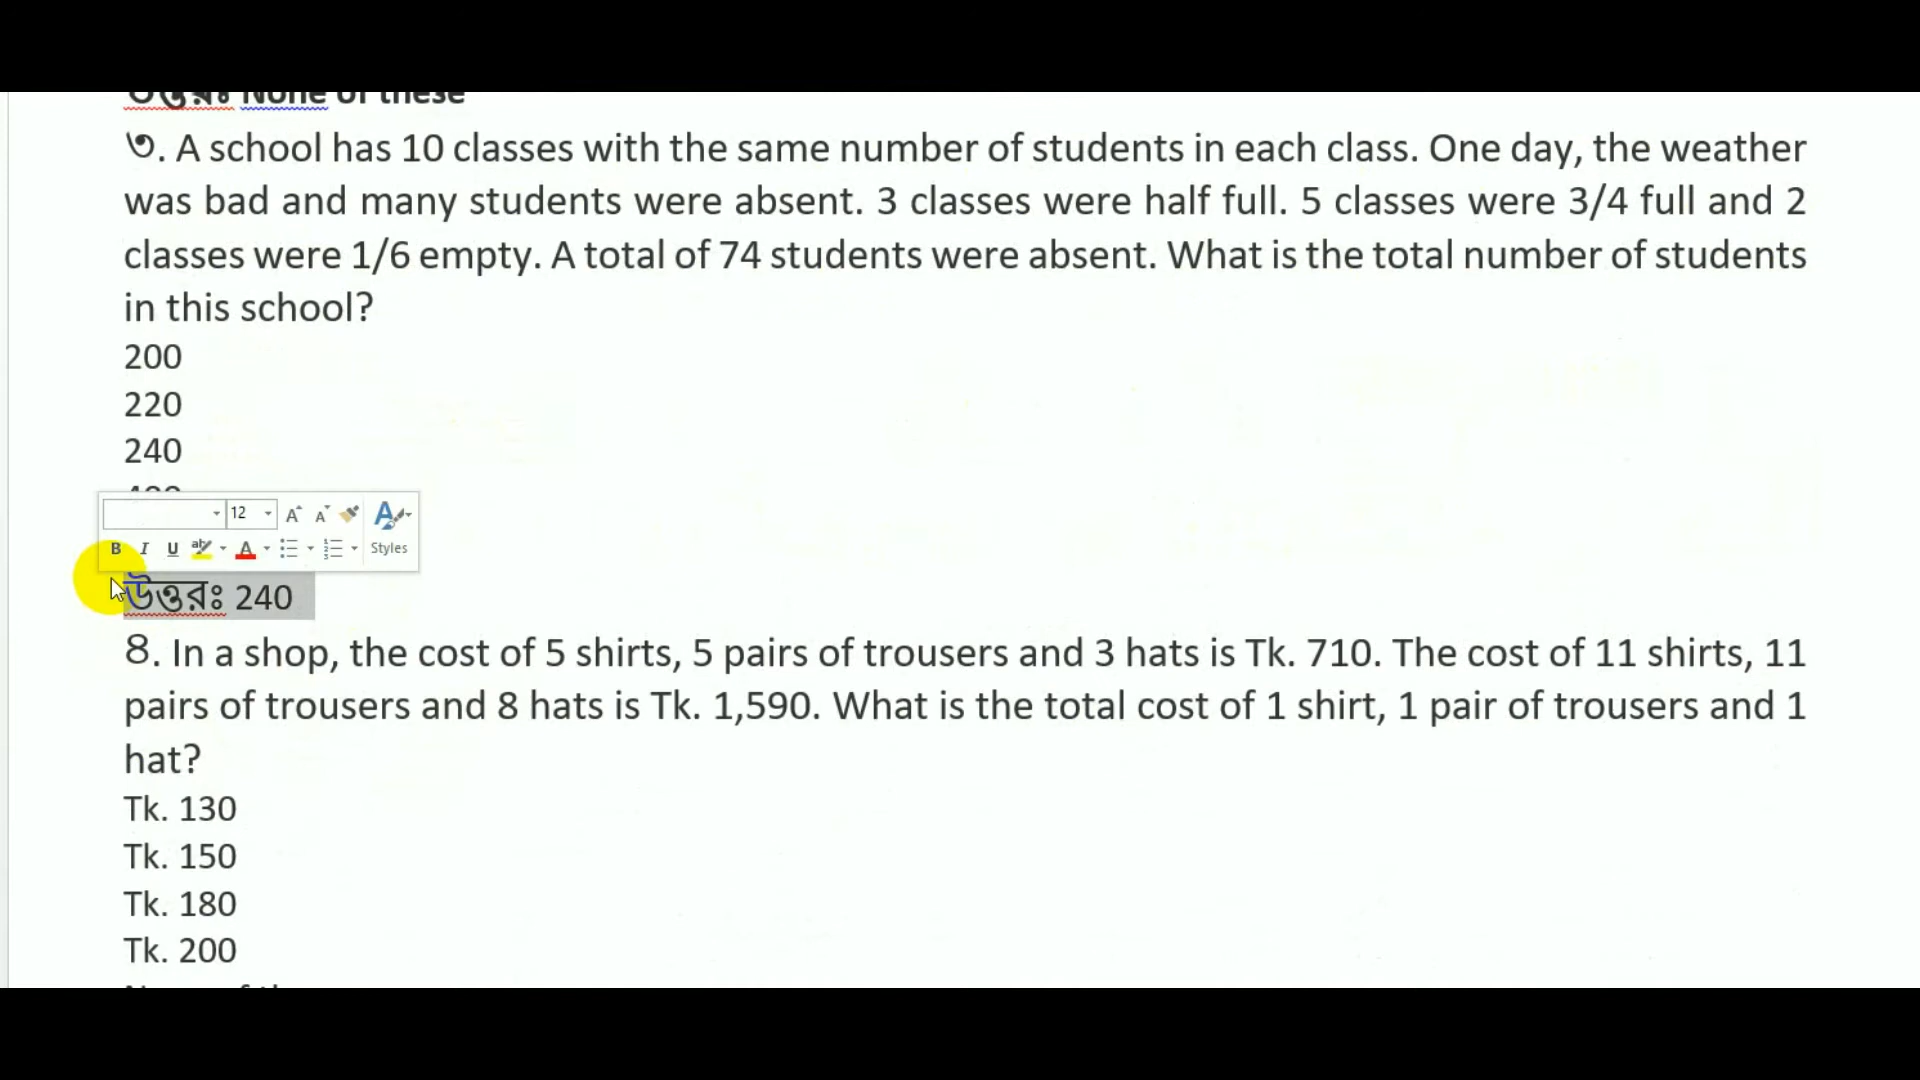 উত্তরঃ None of these
৩. A school has 10 classes with the same number of students in each class. One day, the weather
was bad and many students were absent. 3 classes were half full. 5 classes were 3/4 full and 2
classes were 1/6 empty. A total of 74 students were absent. What is the total number of students
in this school?
200
220
240
12
Styles
উত্তরঃ 240
৪. In a shop, the cost of 5 shirts, 5 pairs of trousers and 3 hats is Tk. 710. The cost of 11 shirts, 11
pairs of trousers and 8 hats is Tk. 1,590. What is the total cost of 1 shirt, 1 pair of trousers and 1
hat?
Tk. 130
Tk. 150
Tk. 180
Tk. 200